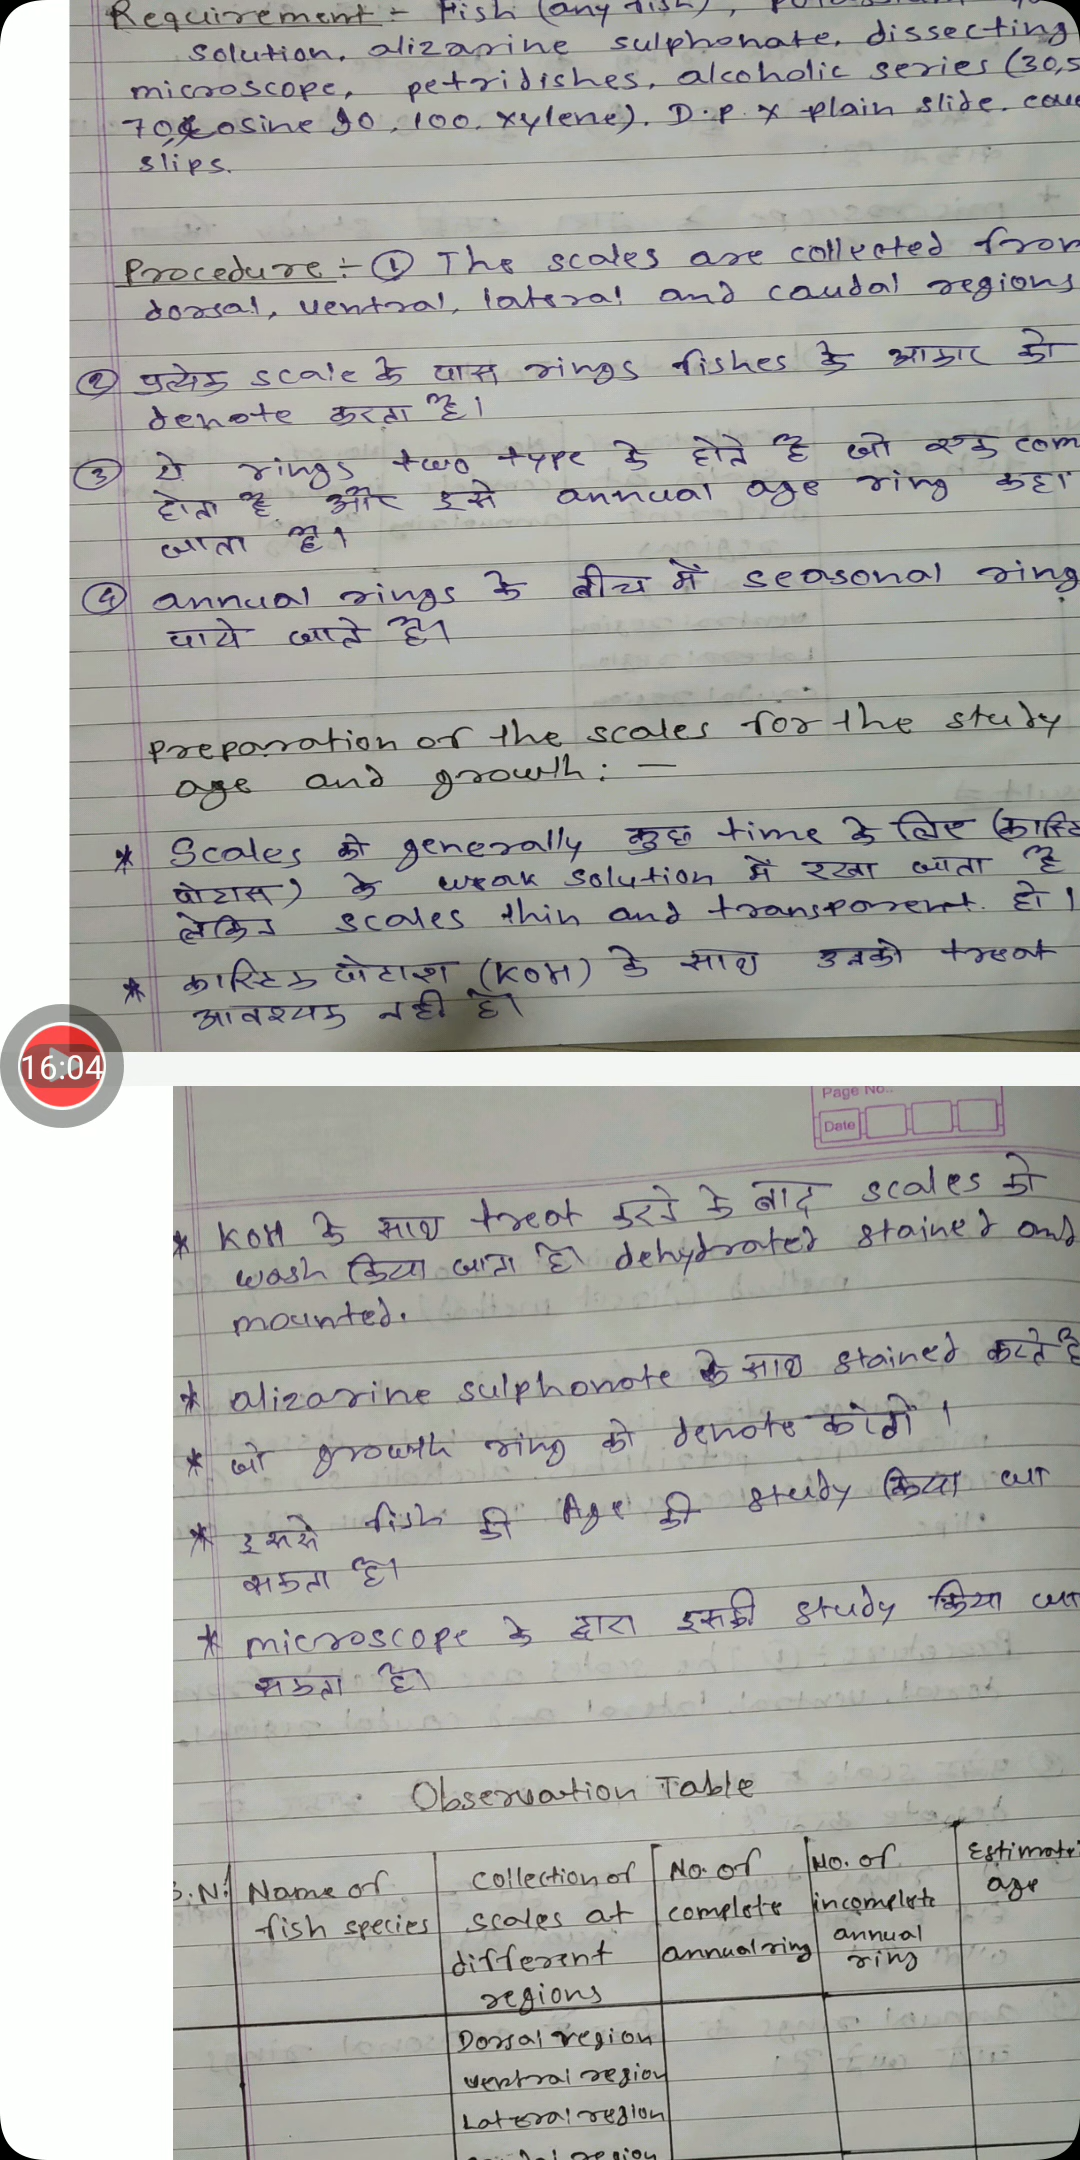 Requirement :- Fish (any fish),
solution, alizarine sulphonate, dissecting
microscope, petridishes, alcoholic series (30,5
70, eosine 90, 100, xylene). D.P.X plain slide, cove
slips.
Procedure :- ① The scales are collected from
dorsal, ventral, lateral and caudal regions
② प्रत्येक scale के पास rings fishes के आकार को
denote करता है।
③ ये rings two type के होते है जो एक com
होता है और इसे annual age ring कहा
जाता है।
④ annual rings के बीच में seasonal ring
पाये जाते है।
Preparation of the scales for the study
age and growth : —
* Scales को generally कुछ time के लिए (कास्टि
पोटास) के weak solution में रखा जाता है
लेकिन scales thin and transparent हो।
* कास्टिक पोटाश (KOH) के साथ उनको treat
आवश्यक नही है।
16:04
Page No..
Date
* KOH के साथ treat करने के बाद scales को
wash किया जाता है। dehydrated stained and
mounted.
* alizarine sulphonate के साथ stained करते है
* जो growth ring को denote करेगी।
* इससे fish की Age की study किया जा
सकता है।
* microscope के द्वारा इसकी study किया जा
सकता है।
Observation Table
S.N. Name of collection of No. of No. of Estimate
fish species scales at complete incomplete age
different annual ring annual
regions ring
Dorsal region
ventral region
Lateral region
region